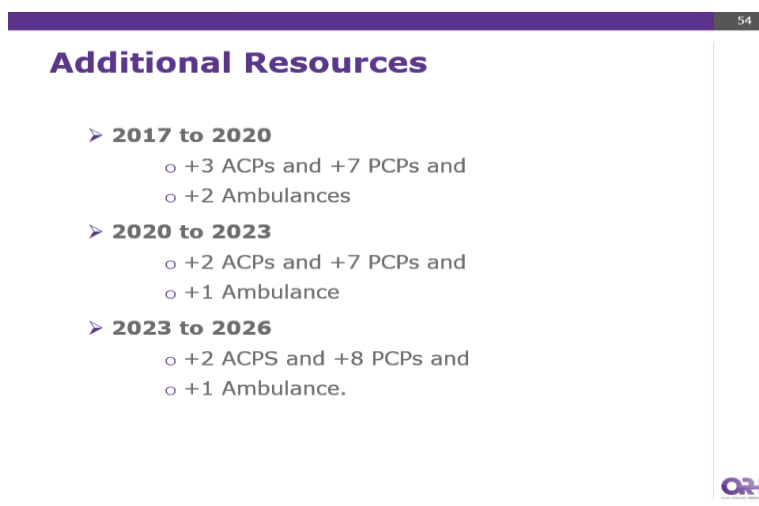 54
Additional Resources
➢ 2017 to 2020
o +3 ACPs and +7 PCPs and
o +2 Ambulances
➢ 2020 to 2023
o +2 ACPs and +7 PCPs and
o +1 Ambulance
➢ 2023 to 2026
o +2 ACPS and +8 PCPs and
o +1 Ambulance.